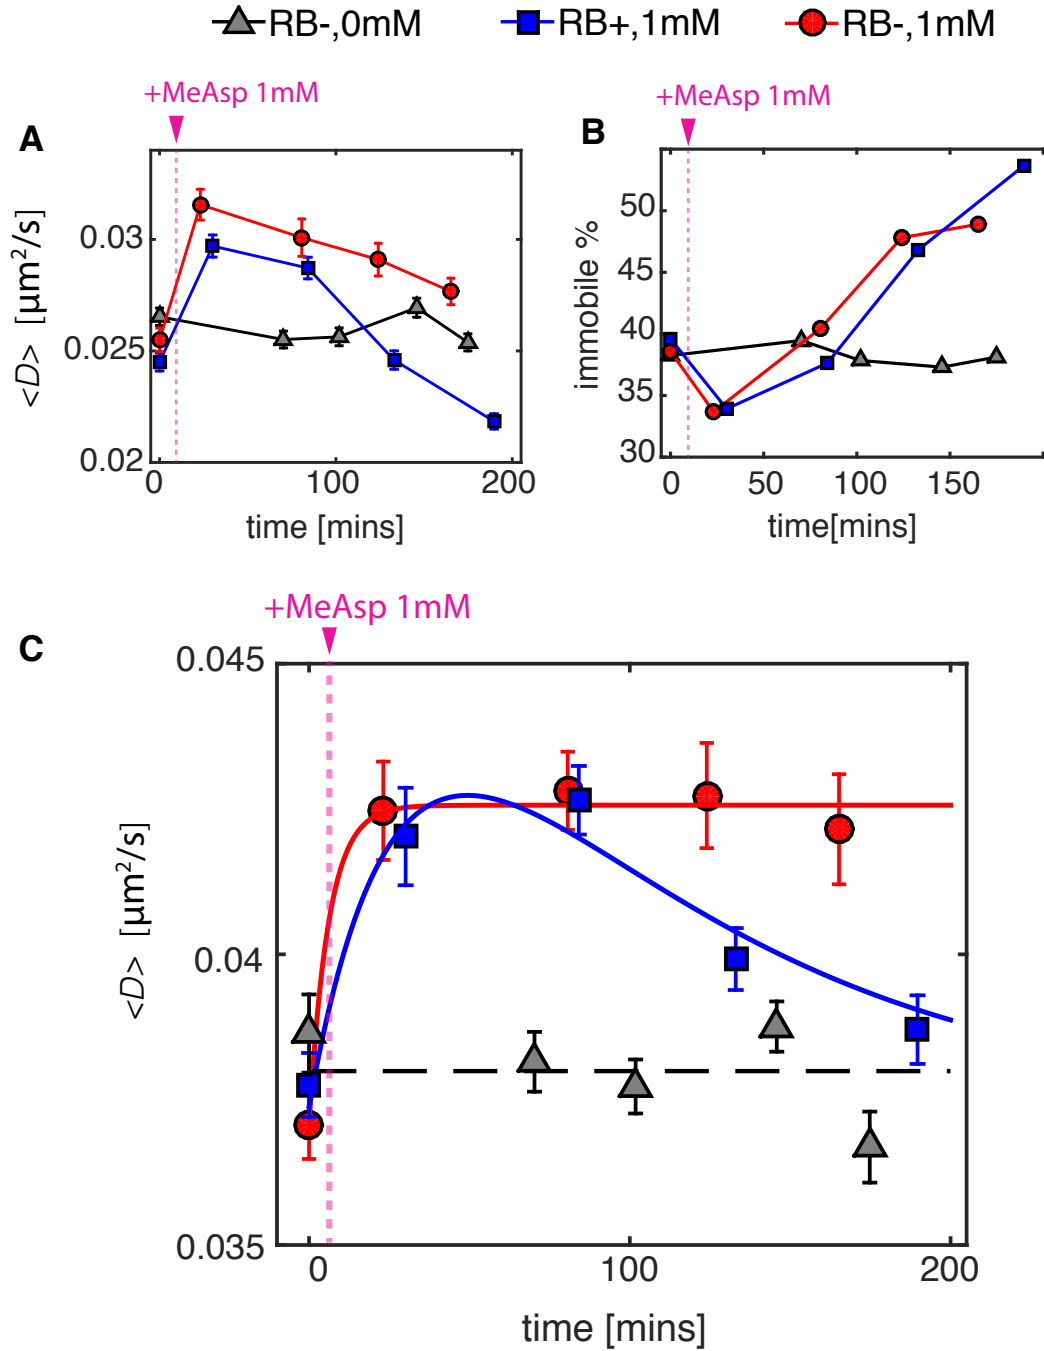 RB-,0mM RB+,1mM RB-,1mM
+MeAsp 1mM
A
<D> [µm²/s]
0.03
0.025
0.02
0 100 200
time [mins]
+MeAsp 1mM
B
immobile %
50
45
40
35
30
0 50 100 150
time[mins]
+MeAsp 1mM
C
<D> [µm²/s]
0.045
0.04
0.035
0 100 200
time [mins]